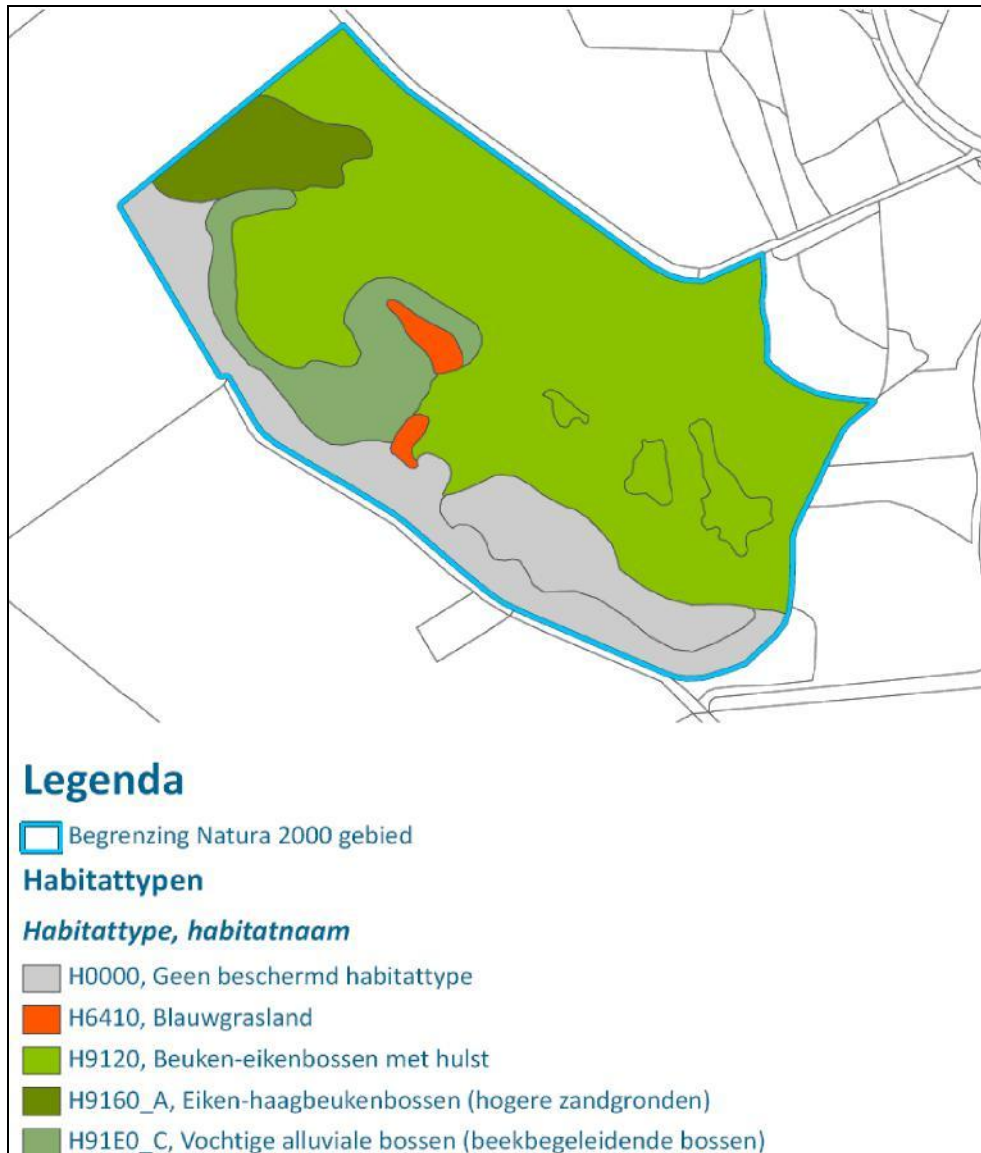 Legenda
Begrenzing Natura 2000 gebied
Habitattypen
Habitattype, habitatnaam
H0000, Geen beschermd habitattype
H6410, Blauwgrasland
H9120, Beuken-eikenbossen met hulst
H9160_A, Eiken-haagbeukenbossen (hogere zandgronden)
H91E0_C, Vochtige alluviale bossen (beekbegeleidende bossen)